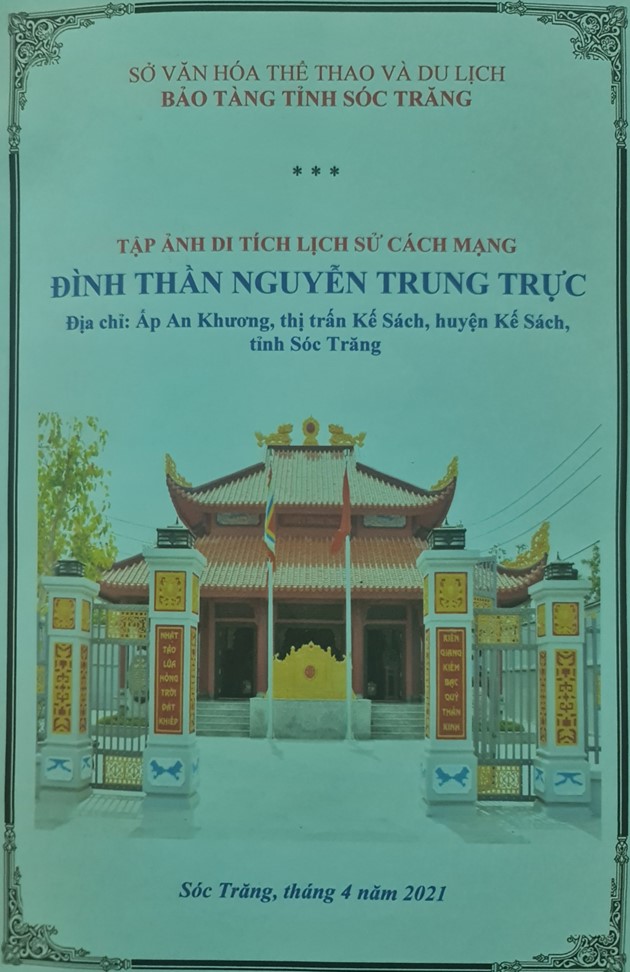 SỞ VĂN HÓA THỂ THAO VÀ DU LỊCH
BẢO TÀNG TỈNH SÓC TRĂNG
* * *
TẬP ẢNH DI TÍCH LỊCH SỬ CÁCH MẠNG
ĐÌNH THẦN NGUYỄN TRUNG TRỰC
Địa chỉ: Ấp An Khương, thị trấn Kế Sách, huyện Kế Sách,
tỉnh Sóc Trăng
NHẬT
TẢO
LỬA
HỒNG
TRỜI
ĐẤT
KHIẾP
KIÊN
GIANG
KIẾM
BẠC
QUỶ
THẦN
KINH
Sóc Trăng, tháng 4 năm 2021